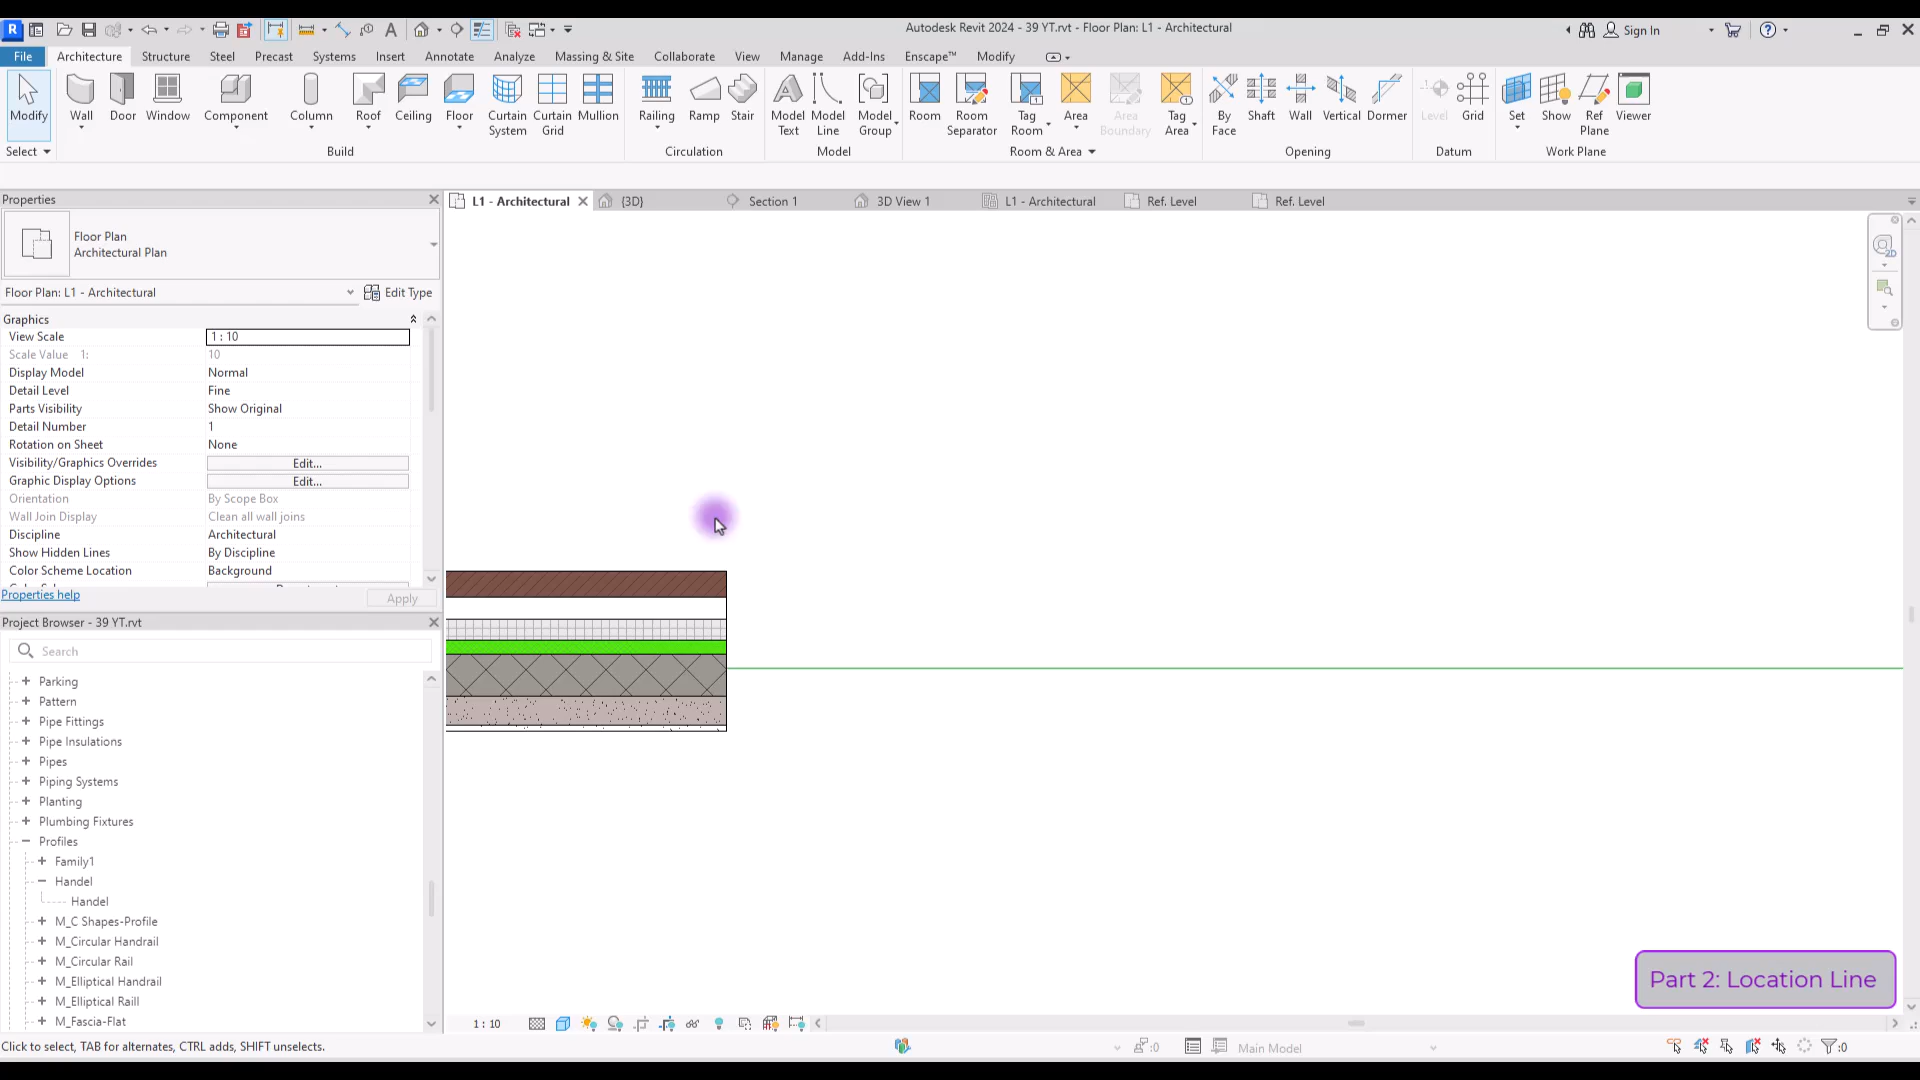 Autodesk Revit 2024 - 39 YT.rvt - Floor Plan: L1 - Architectural
Sign In
File Architecture Structure Steel Precast Systems Insert Annotate Analyze Massing & Site Collaborate View Manage Add-Ins Enscape™ Modify
Modify Wall Door Window Component Column Roof Ceiling Floor Curtain System Curtain Grid Mullion Railing Ramp Stair Model Text Model Line Model Group Room Room Separator Tag Room Area Area Boundary Tag Area By Face Shaft Wall Vertical Dormer Level Grid Set Show Ref Plane Viewer
Select Build Circulation Model Room & Area Opening Datum Work Plane
Properties
L1 - Architectural {3D} Section 1 3D View 1 L1 - Architectural Ref. Level Ref. Level
Floor Plan
Architectural Plan
Floor Plan: L1 - Architectural Edit Type
Graphics
View Scale 1 : 10
Scale Value 1: 10
Display Model Normal
Detail Level Fine
Parts Visibility Show Original
Detail Number 1
Rotation on Sheet None
Visibility/Graphics Overrides Edit...
Graphic Display Options Edit...
Orientation By Scope Box
Wall Join Display Clean all wall joins
Discipline Architectural
Show Hidden Lines By Discipline
Color Scheme Location Background
Properties help Apply
Project Browser - 39 YT.rvt
Search
Parking
Pattern
Pipe Fittings
Pipe Insulations
Pipes
Piping Systems
Planting
Plumbing Fixtures
Profiles
Family1
Handel
Handel
M_C Shapes-Profile
M_Circular Handrail
M_Circular Rail
M_Elliptical Handrail
M_Elliptical Raill
M_Fascia-Flat
Part 2: Location Line
1 : 10
Click to select, TAB for alternates, CTRL adds, SHIFT unselects. :0 Main Model :0